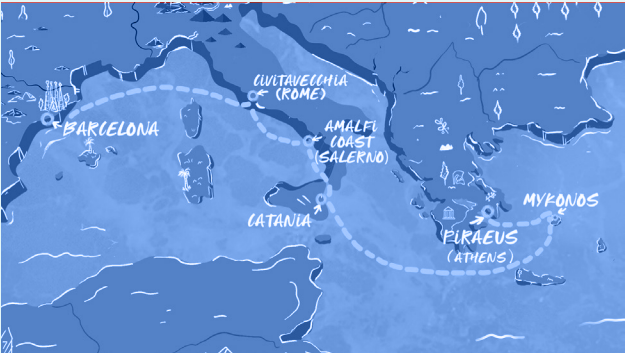 CIVITAVECCHIA
(ROME)
BARCELONA
AMALFI
COAST
(SALERNO)
CATANIA
MYKONOS
PIRAEUS
(ATHENS)